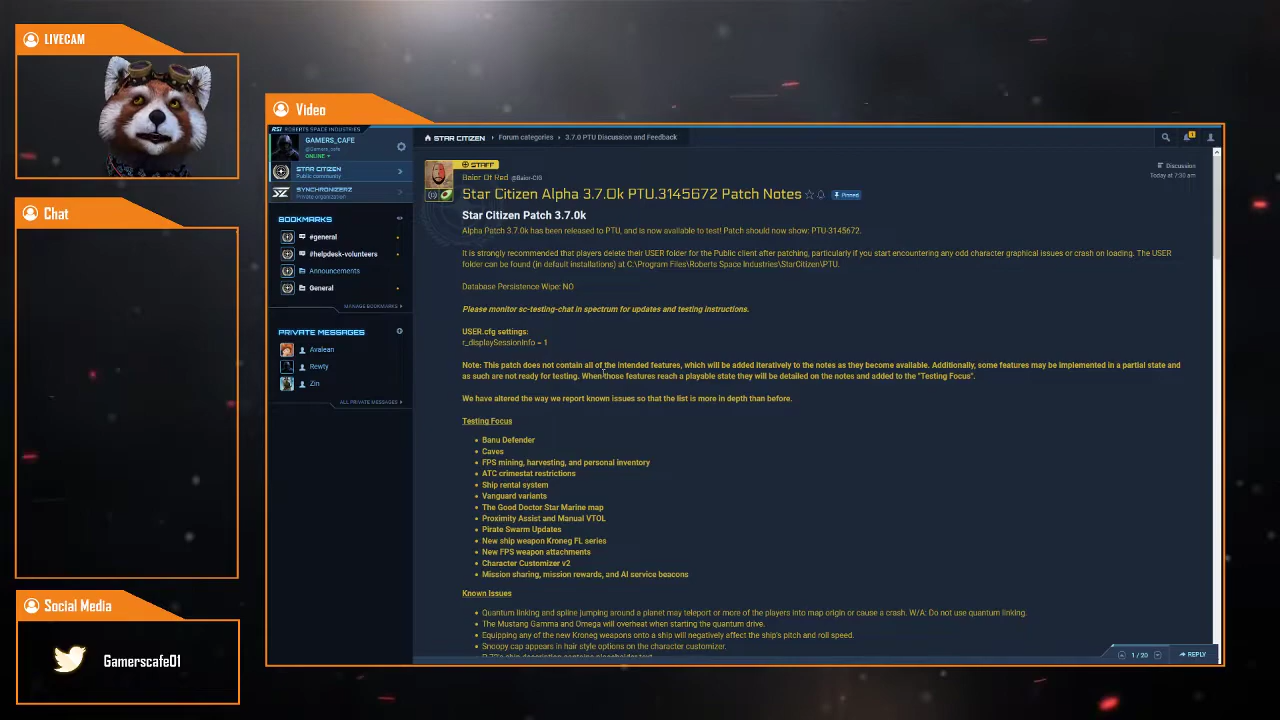 LIVECAM
Chat
Social Media
Gamerscafe01
Video
RSI ROBERTS SPACE INDUSTRIES
GAMERS_CAFE
@Gamers_cafe
ONLINE
STAR CITIZEN
Public community
SYNCHRONIZERZ
Private organization
BOOKMARKS
#general
#helpdesk-volunteers
Announcements
General
MANAGE BOOKMARKS
PRIVATE MESSAGES
Avalean
Rewty
Zin
ALL PRIVATE MESSAGES
STAR CITIZEN Forum categories 3.7.0 PTU Discussion and Feedback
1
STAFF
Baior Of Red @Baior-CIG
Discussion
Today at 7:30 am
Star Citizen Alpha 3.7.0k PTU.3145672 Patch Notes Pinned
Star Citizen Patch 3.7.0k
Alpha Patch 3.7.0k has been released to PTU, and is now available to test! Patch should now show: PTU-3145672.
It is strongly recommended that players delete their USER folder for the Public client after patching, particularly if you start encountering any odd character graphical issues or crash on loading. The USER
folder can be found (in default installations) at C:\Program Files\Roberts Space Industries\StarCitizen\PTU.
Database Persistence Wipe: NO
Please monitor sc-testing-chat in spectrum for updates and testing instructions.
USER.cfg settings:
r_displaySessionInfo = 1
Note: This patch does not contain all of the intended features, which will be added iteratively to the notes as they become available. Additionally, some features may be implemented in a partial state and
as such are not ready for testing. When those features reach a playable state they will be detailed on the notes and added to the "Testing Focus".
We have altered the way we report known issues so that the list is more in depth than before.
Testing Focus
• Banu Defender
• Caves
• FPS mining, harvesting, and personal inventory
• ATC crimestat restrictions
• Ship rental system
• Vanguard variants
• The Good Doctor Star Marine map
• Proximity Assist and Manual VTOL
• Pirate Swarm Updates
• New ship weapon Kroneg FL series
• New FPS weapon attachments
• Character Customizer v2
• Mission sharing, mission rewards, and AI service beacons
Known Issues
• Quantum linking and spline jumping around a planet may teleport or more of the players into map origin or cause a crash. W/A: Do not use quantum linking.
• The Mustang Gamma and Omega will overheat when starting the quantum drive.
• Equipping any of the new Kroneg weapons onto a ship will negatively affect the ship's pitch and roll speed.
• Snoopy cap appears in hair style options on the character customizer.
1 / 20
REPLY